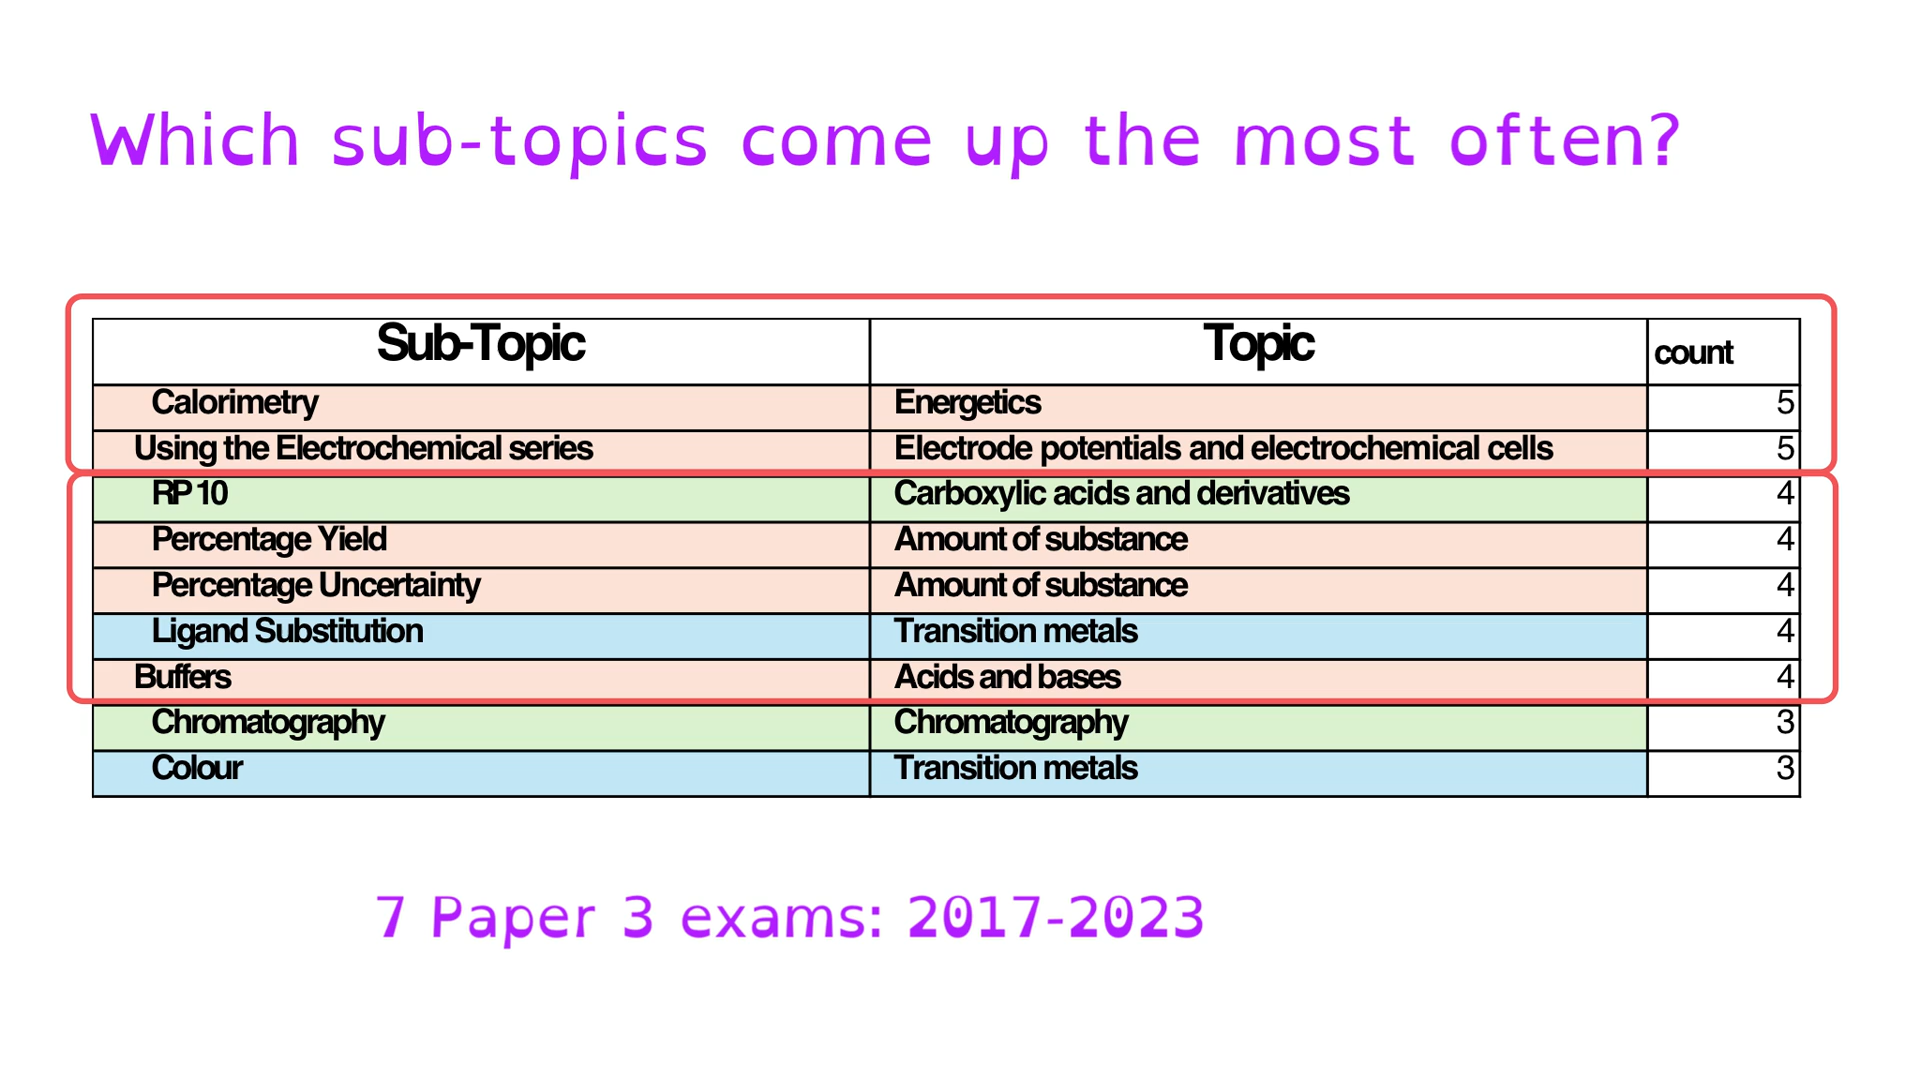 Which sub-topics come up the most often?
Sub-Topic Topic count
Calorimetry Energetics 5
Using the Electrochemical series Electrode potentials and electrochemical cells 5
RP 10 Carboxylic acids and derivatives 4
Percentage Yield Amount of substance 4
Percentage Uncertainty Amount of substance 4
Ligand Substitution Transition metals 4
Buffers Acids and bases 4
Chromatography Chromatography 3
Colour Transition metals 3
7 Paper 3 exams: 2017-2023